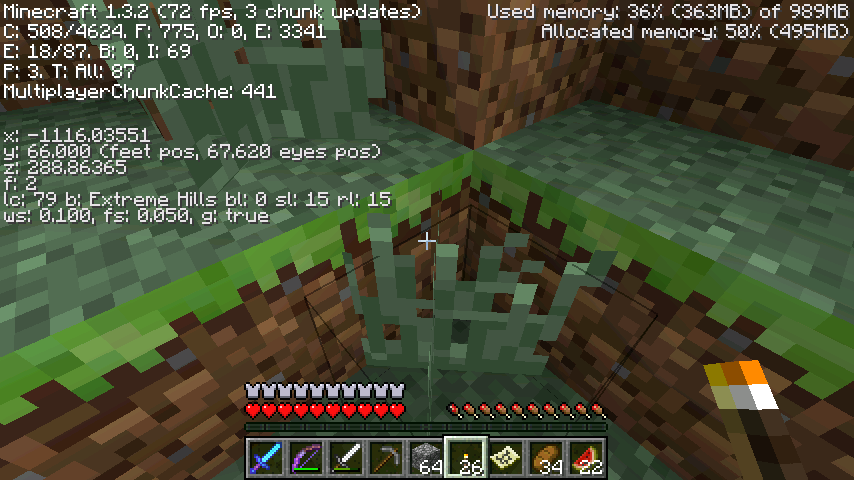 Minecraft 1.3.2 (72 fps, 3 chunk updates)
Used memory: 36% (363MB) of 989MB
C: 508/4624. F: 775, O: 0, E: 3341
Allocated memory: 50% (495MB)
E: 18/87. B: 0, I: 69
P: 3. T: All: 87
MultiplayerChunkCache: 441
x: -1116.03551
y: 66.000 (feet pos, 67.620 eyes pos)
z: 288.86365
f: 2
lc: 79 b: Extreme Hills bl: 0 sl: 15 rl: 15
ws: 0.100, fs: 0.050, g: true
64 26 34 22